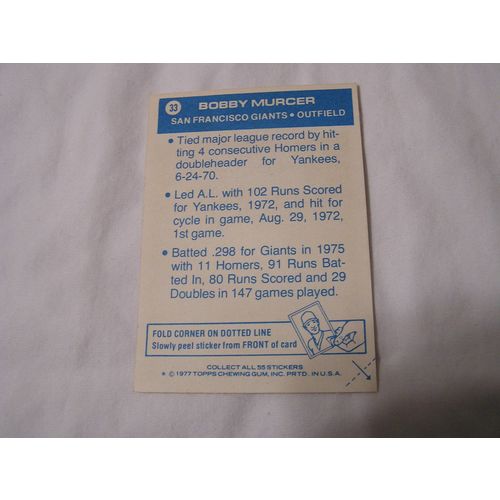 33
BOBBY MURCER
SAN FRANCISCO GIANTS • OUTFIELD
• Tied major league record by hit-
ting 4 consecutive Homers in a
doubleheader for Yankees,
6-24-70.
• Led A.L. with 102 Runs Scored
for Yankees, 1972, and hit for
cycle in game, Aug. 29, 1972,
1st game.
• Batted .298 for Giants in 1975
with 11 Homers, 91 Runs Bat-
ted In, 80 Runs Scored and 29
Doubles in 147 games played.
FOLD CORNER ON DOTTED LINE
Slowly peel sticker from FRONT of card
COLLECT ALL 55 STICKERS
* © 1977 TOPPS CHEWING GUM, INC. PRTD. IN U.S.A.